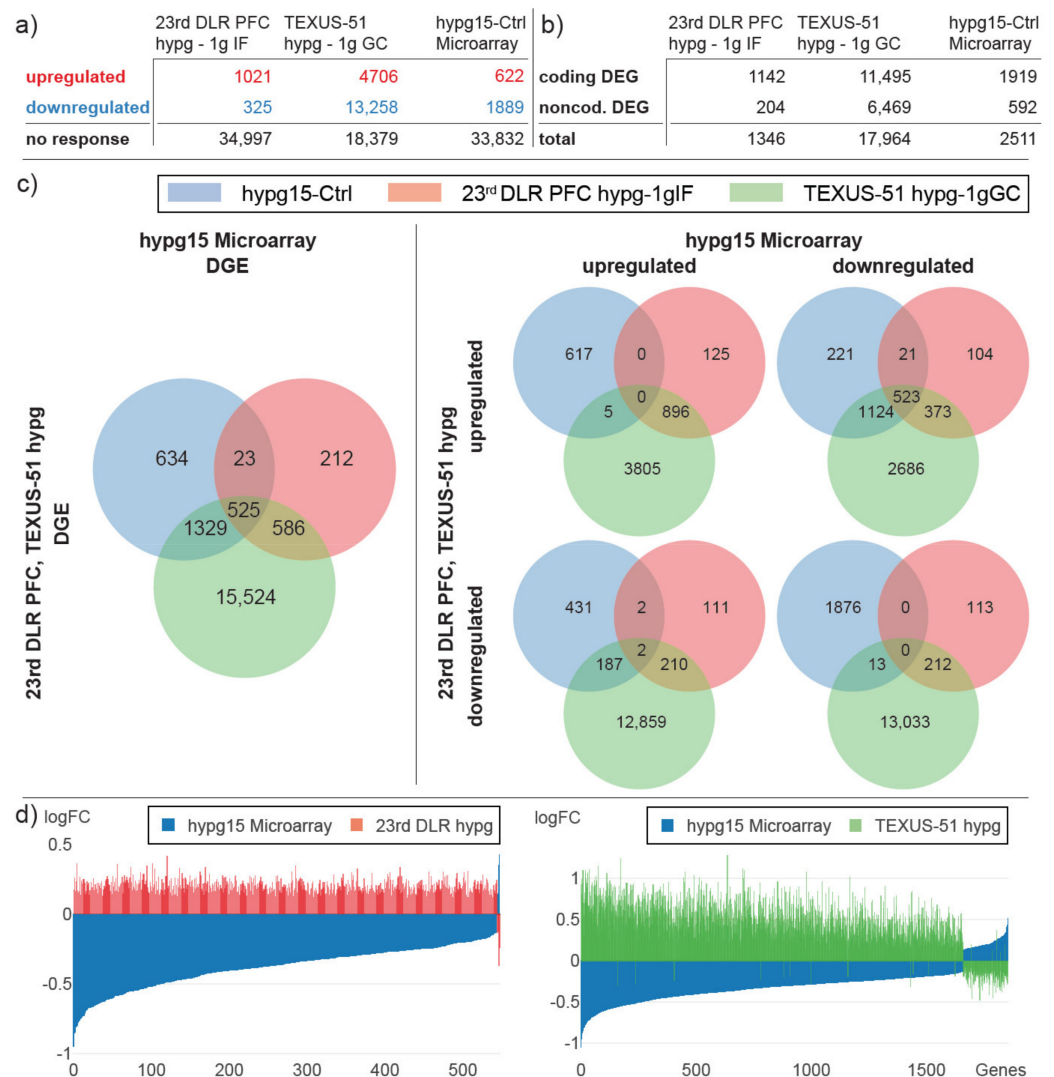 a)
23rd DLR PFC TEXUS-51 hypg15-Ctrl
hypg - 1g IF hypg - 1g GC Microarray
upregulated 1021 4706 622
downregulated 325 13,258 1889
no response 34,997 18,379 33,832
b)
23rd DLR PFC TEXUS-51 hypg15-Ctrl
hypg - 1g IF hypg - 1g GC Microarray
coding DEG 1142 11,495 1919
noncod. DEG 204 6,469 592
total 1346 17,964 2511
c)
hypg15-Ctrl 23rd DLR PFC hypg-1gIF TEXUS-51 hypg-1gGC
hypg15 Microarray
DGE
23rd DLR PFC, TEXUS-51 hypg
DGE
634 23 212
525
1329 586
15,524
hypg15 Microarray
upregulated downregulated
23rd DLR PFC, TEXUS-51 hypg
upregulated
617 0 125
0
5 896
3805
221 21 104
523
1124 373
2686
downregulated
431 2 111
2
187 210
12,859
1876 0 113
0
13 212
13,033
d)
logFC
hypg15 Microarray 23rd DLR hypg
0.5
0
-0.5
-1
0 100 200 300 400 500
logFC
hypg15 Microarray TEXUS-51 hypg
1
0.5
0
-0.5
-1
0 500 1000 1500 Genes